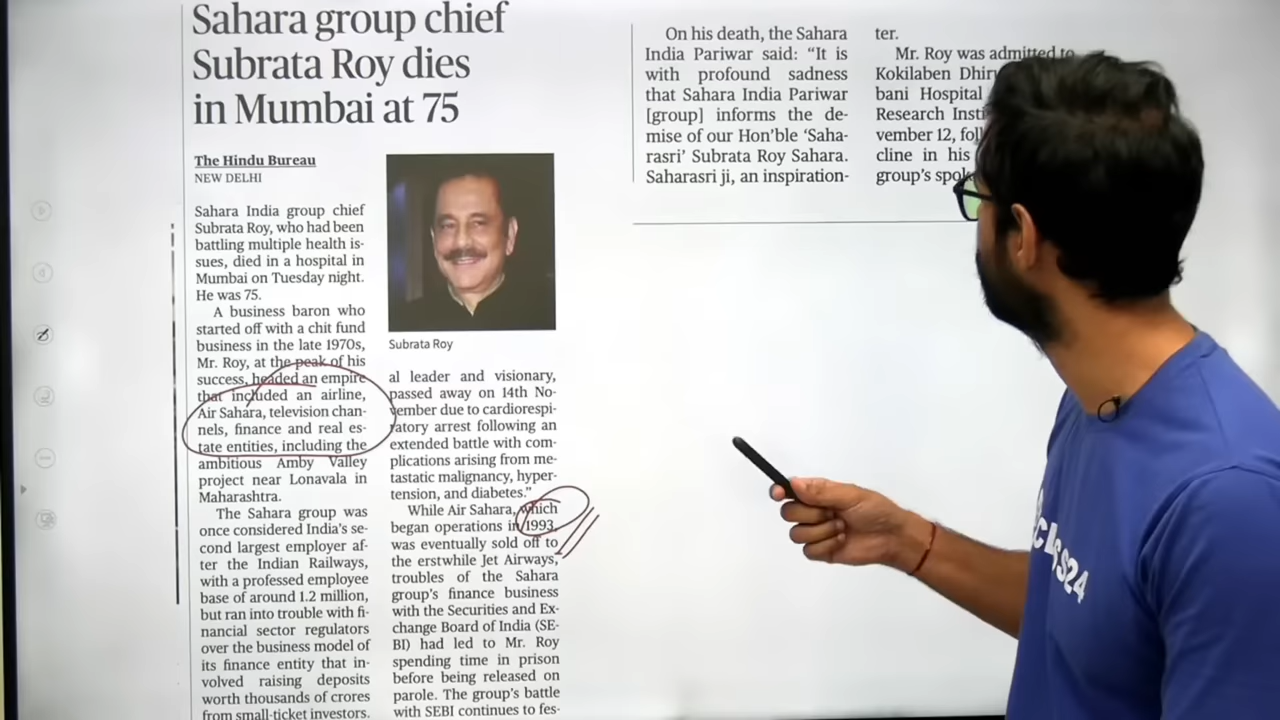 Sahara group chief
Subrata Roy dies
in Mumbai at 75
The Hindu Bureau
NEW DELHI
Sahara India group chief
Subrata Roy, who had been
battling multiple health is-
sues, died in a hospital in
Mumbai on Tuesday night.
He was 75.
A business baron who
started off with a chit fund
business in the late 1970s,
Mr. Roy, at the peak of his
success, headed an empire
that included an airline,
Air Sahara, television chan-
nels, finance and real es-
tate entities, including the
ambitious Amby Valley
project near Lonavala in
Maharashtra.
The Sahara group was
once considered India's se-
cond largest employer af-
ter the Indian Railways,
with a professed employee
base of around 1.2 million,
but ran into trouble with fi-
nancial sector regulators
over the business model of
its finance entity that in-
volved raising deposits
worth thousands of crores
from small-ticket investors.
Subrata Roy
al leader and visionary,
passed away on 14th No-
vember due to cardiorespi-
ratory arrest following an
extended battle with com-
plications arising from me-
tastatic malignancy, hyper-
tension, and diabetes."
While Air Sahara, which
began operations in 1993,
was eventually sold off to
the erstwhile Jet Airways,
troubles of the Sahara
group's finance business
with the Securities and Ex-
change Board of India (SE-
BI) had led to Mr. Roy
spending time in prison
before being released on
parole. The group's battle
with SEBI continues to fes-
On his death, the Sahara
India Pariwar said: "It is
with profound sadness
that Sahara India Pariwar
[group] informs the de-
mise of our Hon'ble 'Saha-
rasri' Subrata Roy Sahara.
Saharasri ji, an inspiration-
ter.
Mr. Roy was admitted to
Kokilaben
bani Hospital
Research
vember 12,
cline in his
group's